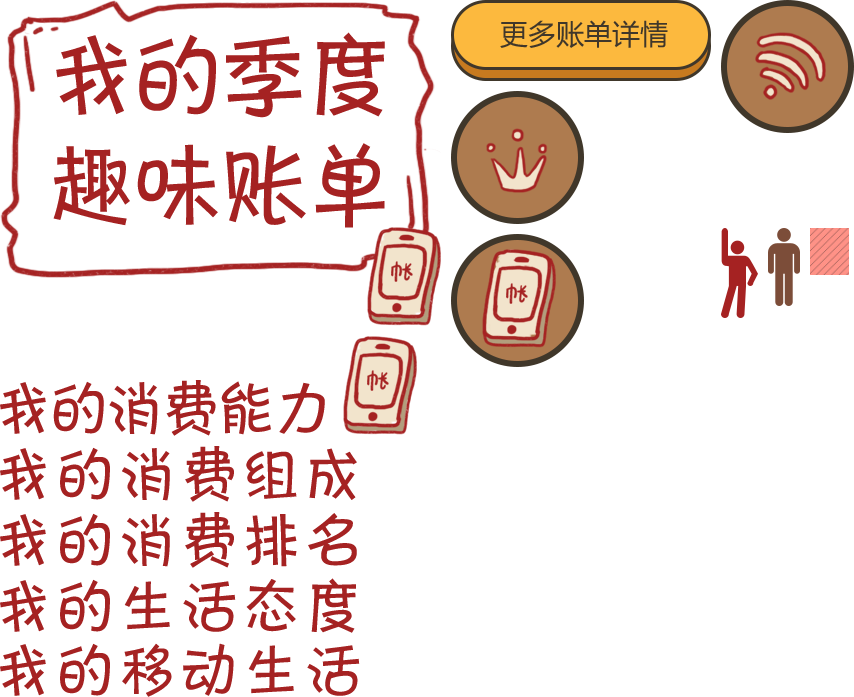 我的季度
趣味账单
更多账单详情
帐
帐
帐
我的消费能力
我的消费组成
我的消费排名
我的生活态度
我的移动生活